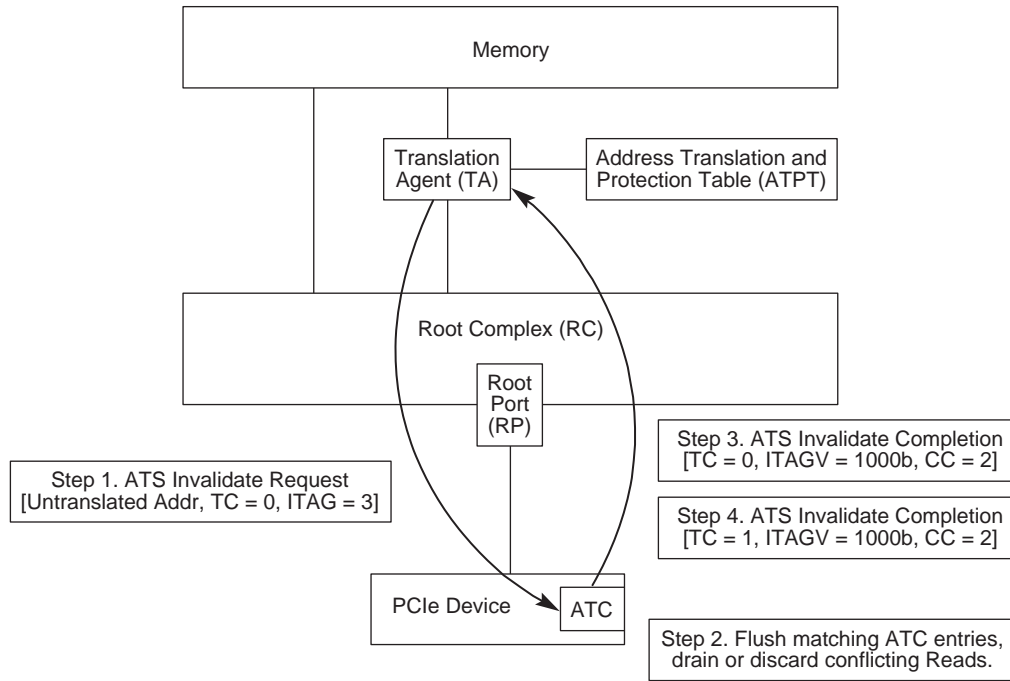 Memory
Translation
Agent (TA)
Address Translation and
Protection Table (ATPT)
Root Complex (RC)
Root
Port
(RP)
Step 1. ATS Invalidate Request
[Untranslated Addr, TC = 0, ITAG = 3]
Step 3. ATS Invalidate Completion
[TC = 0, ITAGV = 1000b, CC = 2]
Step 4. ATS Invalidate Completion
[TC = 1, ITAGV = 1000b, CC = 2]
PCIe Device
ATC
Step 2. Flush matching ATC entries,
drain or discard conflicting Reads.